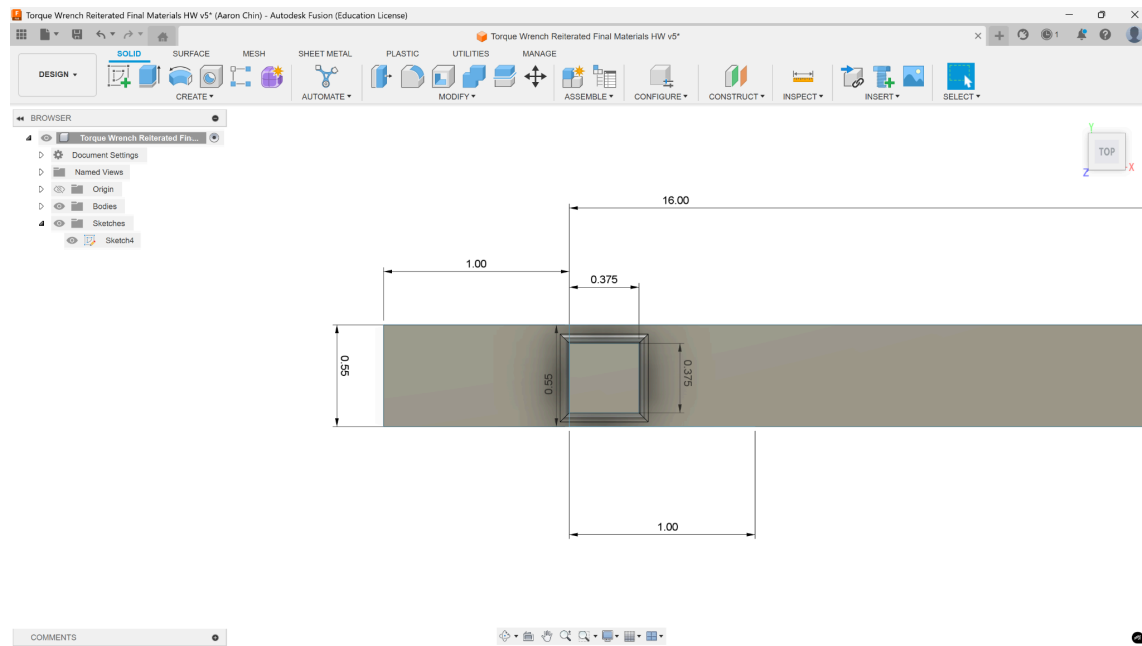 Torque Wrench Reiterated Final Materials HW v5* (Aaron Chin) - Autodesk Fusion (Education License)
Torque Wrench Reiterated Final Materials HW v5*
1
SOLID SURFACE MESH SHEET METAL PLASTIC UTILITIES MANAGE
DESIGN
CREATE AUTOMATE MODIFY ASSEMBLE CONFIGURE CONSTRUCT INSPECT INSERT SELECT
BROWSER
Torque Wrench Reiterated Fin...
Document Settings
Named Views
Origin
Bodies
Sketches
Sketch4
Y
TOP
X
Z
16.00
1.00
0.375
0.55
0.55
0.375
1.00
COMMENTS